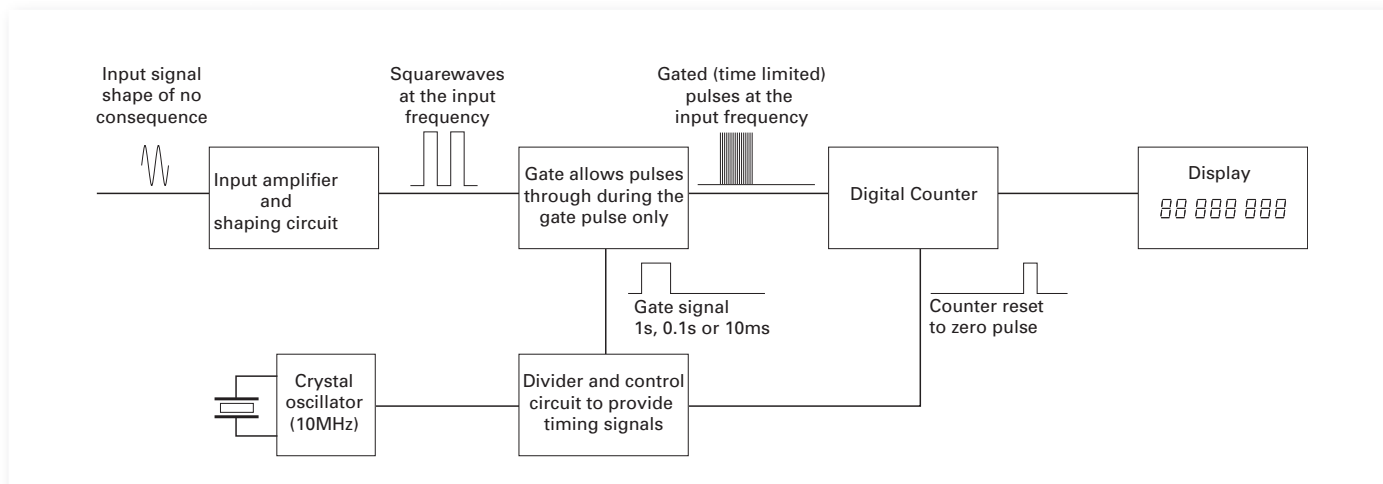 Input signal
shape of no
consequence
Squarewaves
at the input
frequency
Gated (time limited)
pulses at the
input frequency
Input amplifier
and
shaping circuit
Gate allows pulses
through during the
gate pulse only
Digital Counter
Display
88 888 888
Gate signal
1s, 0.1s or 10ms
Counter reset
to zero pulse
Crystal
oscillator
(10MHz)
Divider and control
circuit to provide
timing signals